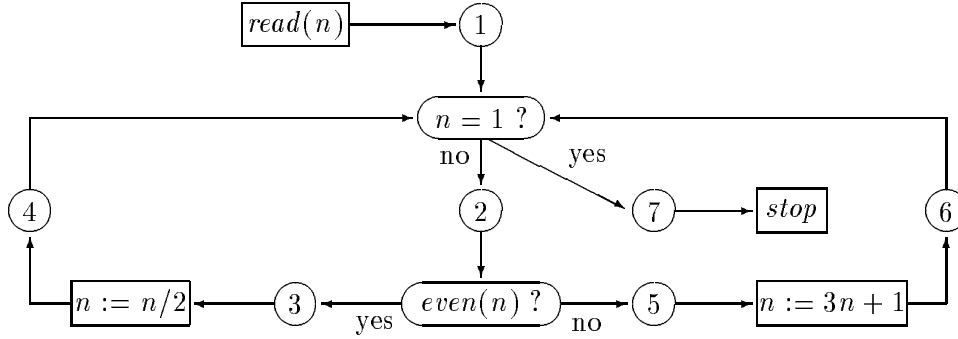 read(n)
1
n = 1 ?
no
yes
4
2
7
stop
6
n := n/2
3
even(n) ?
5
n := 3n + 1
yes
no